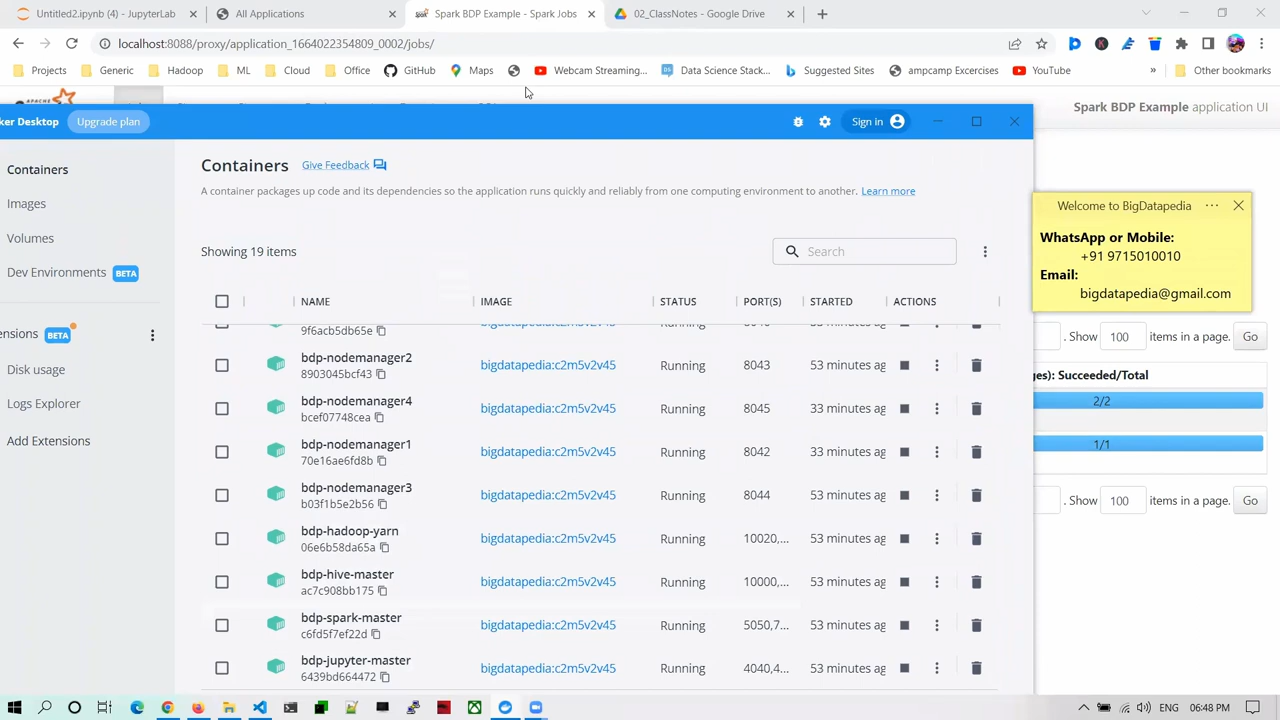 Untitled2.ipynb (4) - JupyterLab
All Applications
Spark BDP Example - Spark Jobs
02_ClassNotes - Google Drive
localhost:8088/proxy/application_1664022354809_0002/jobs/
Projects
Generic
Hadoop
ML
Cloud
Office
GitHub
Maps
Webcam Streaming...
Data Science Stack...
Suggested Sites
ampcamp Excercises
YouTube
»
Other bookmarks
APACHE
Spark BDP Example application UI
ker Desktop
Upgrade plan
Sign in
Containers
Images
Volumes
Dev Environments BETA
ensions BETA
Disk usage
Logs Explorer
Add Extensions
Containers Give Feedback
A container packages up code and its dependencies so the application runs quickly and reliably from one computing environment to another. Learn more
Showing 19 items
Search
NAME IMAGE STATUS PORT(S) STARTED ACTIONS
9f6acb5db65e
bdp-nodemanager2
8903045bcf43
bigdatapedia:c2m5v2v45 Running 8043 53 minutes ag
bdp-nodemanager4
bcef07748cea
bigdatapedia:c2m5v2v45 Running 8045 33 minutes ag
bdp-nodemanager1
70e16ae6fd8b
bigdatapedia:c2m5v2v45 Running 8042 53 minutes ag
bdp-nodemanager3
b03f1b5e2b56
bigdatapedia:c2m5v2v45 Running 8044 53 minutes ag
bdp-hadoop-yarn
06e6b58da65a
bigdatapedia:c2m5v2v45 Running 10020,... 53 minutes ag
bdp-hive-master
ac7c908bb175
bigdatapedia:c2m5v2v45 Running 10000,... 53 minutes ag
bdp-spark-master
c6fd5f7ef22d
bigdatapedia:c2m5v2v45 Running 5050,7... 53 minutes ag
bdp-jupyter-master
6439bd664472
bigdatapedia:c2m5v2v45 Running 4040,4... 53 minutes ag
Welcome to BigDatapedia
WhatsApp or Mobile:
+91 9715010010
Email:
bigdatapedia@gmail.com
. Show 100 items in a page. Go
ges): Succeeded/Total
2/2
1/1
. Show 100 items in a page. Go
ENG 06:48 PM